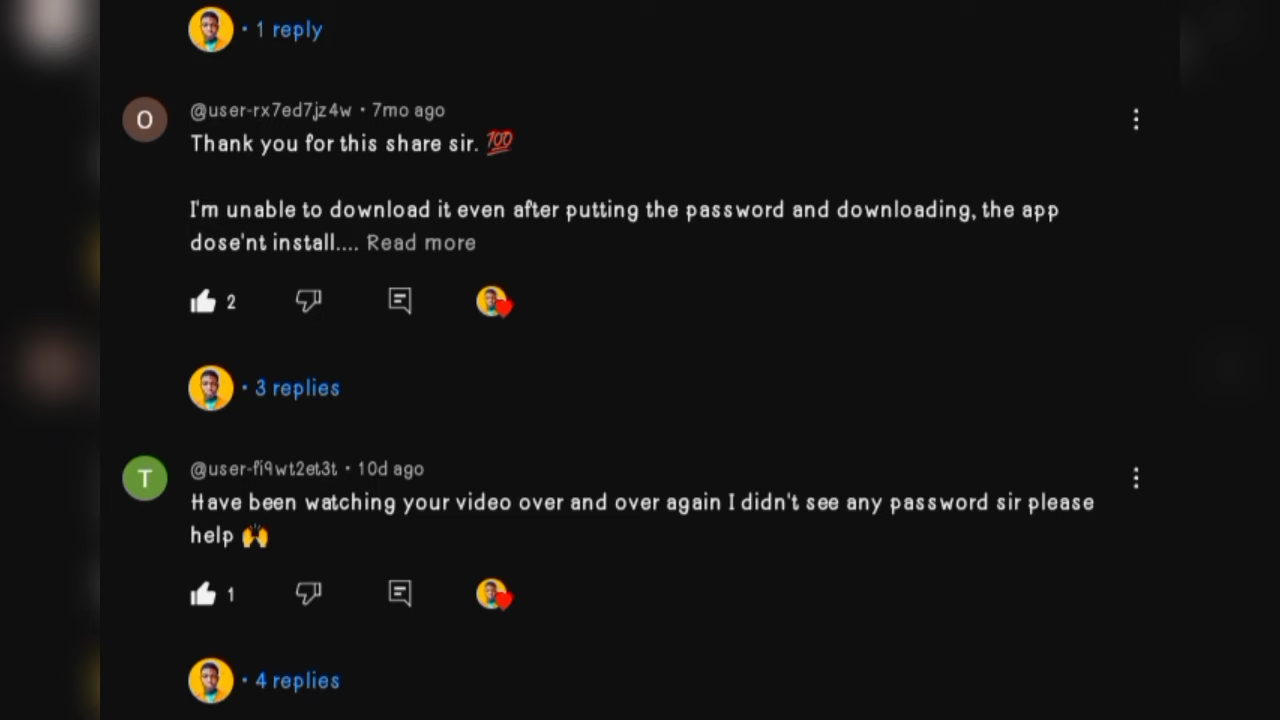 • 1 reply
O
@user-rx7ed7jz4w • 7mo ago
Thank you for this share sir. 💯
I'm unable to download it even after putting the password and downloading, the app
dose'nt install.... Read more
2
• 3 replies
T
@user-fi9wt2et3t • 10d ago
Have been watching your video over and over again I didn't see any password sir please
help 🙌
1
• 4 replies